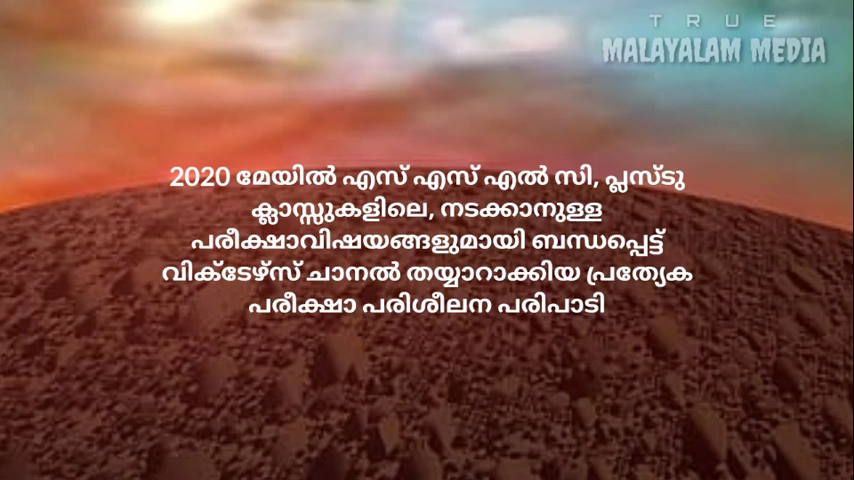 TRUE
MALAYALAM MEDIA
2020 മേയിൽ എസ് എസ് എൽ സി, പ്ലസ്ടു
ക്ലാസ്സുകളിലെ, നടക്കാനുള്ള
പരീക്ഷാവിഷയങ്ങളുമായി ബന്ധപ്പെട്ട്
വിക്ടേഴ്സ് ചാനൽ തയ്യാറാക്കിയ പ്രത്യേക
പരീക്ഷാ പരിശീലന പരിപാടി